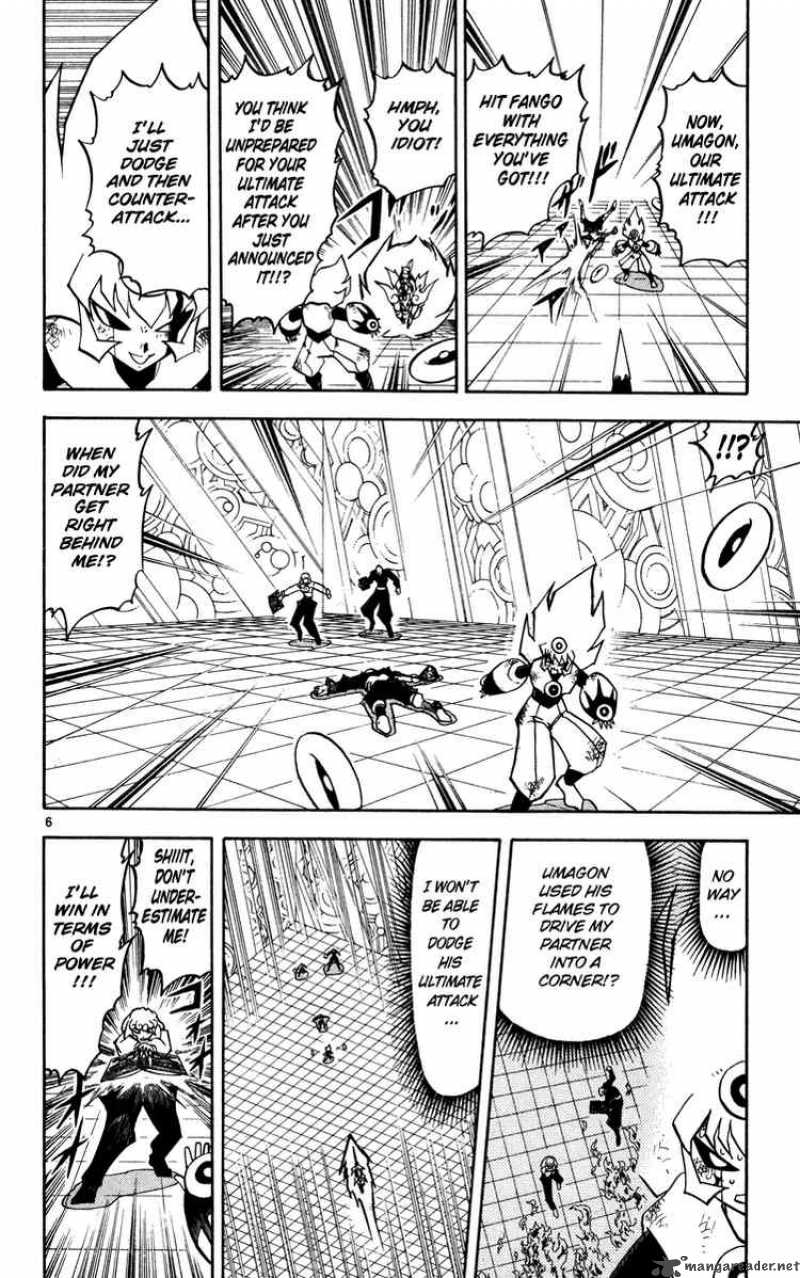 NOW,
UMAGON,
OUR
ULTIMATE
ATTACK
!!!
HIT FANGO
WITH
EVERYTHING
YOU'VE
GOT!!!
HMPH,
YOU
IDIOT!
YOU THINK
I'D BE
UNPREPARED
FOR YOUR
ULTIMATE
ATTACK
AFTER YOU
JUST
ANNOUNCED
IT!!?
I'LL
JUST
DODGE
AND THEN
COUNTER-
ATTACK...
!!?
WHEN
DID MY
PARTNER
GET
RIGHT
BEHIND
ME!?
6
NO
WAY
...
UMAGON
USED HIS
FLAMES TO
DRIVE MY
PARTNER
INTO A
CORNER!?
I WON'T
BE ABLE
TO
DODGE
HIS
ULTIMATE
ATTACK
...
SHIIIT,
DON'T
UNDER-
ESTIMATE
ME!
I'LL
WIN IN
TERMS
OF
POWER
!!!
mangareader.net